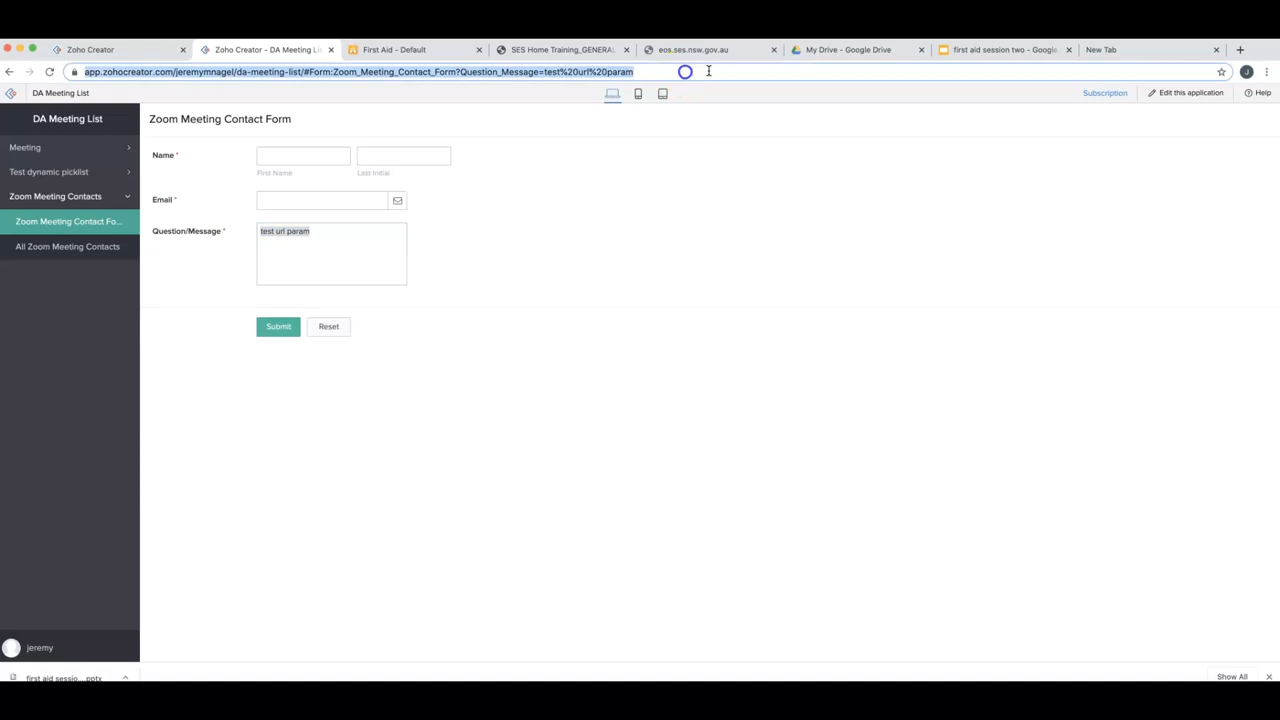 Zoho Creator
Zoho Creator - DA Meeting Lis
First Aid - Default
SES Home Training_GENERAL
eos.ses.nsw.gov.au
My Drive - Google Drive
first aid session two - Google
New Tab
app.zohocreator.com/jeremymnagel/da-meeting-list/#Form:Zoom_Meeting_Contact_Form?Question_Message=test%20url%20param
J
DA Meeting List
Subscription
Edit this application
Help
DA Meeting List
Meeting
Test dynamic picklist
Zoom Meeting Contacts
Zoom Meeting Contact Fo...
All Zoom Meeting Contacts
Zoom Meeting Contact Form
Name *
First Name
Last Initial
Email *
Question/Message *
test url param
Submit
Reset
jeremy
first aid sessio....pptx
Show All